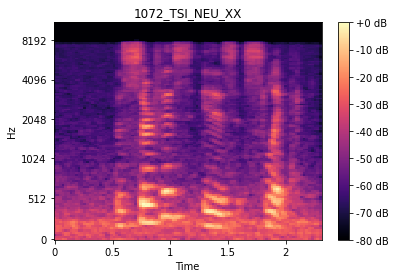 1072_TSI_NEU_XX
Hz
8192
4096
2048
1024
512
0
0
0.5
1
1.5
2
Time
+0 dB
-10 dB
-20 dB
-30 dB
-40 dB
-50 dB
-60 dB
-70 dB
-80 dB